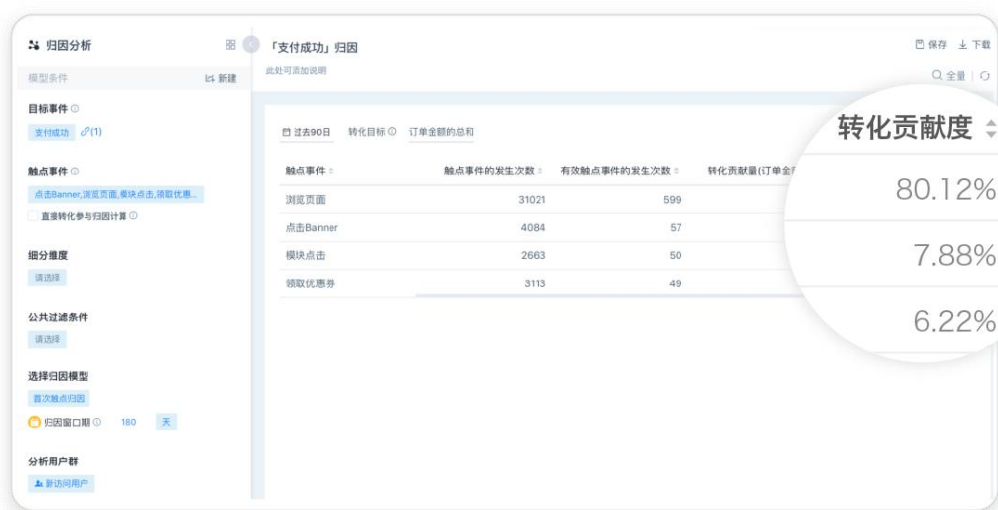 归因分析
模型条件 新建
目标事件
支付成功 (1)
触点事件
点击Banner,浏览页面,模块点击,领取优惠...
直接转化参与归因计算
细分维度
请选择
公共过滤条件
请选择
选择归因模型
首次触点归因
归因窗口期 180 天
分析用户群
新访问用户
「支付成功」归因 保存 下载
此处可添加说明 全量
过去90日 转化目标 订单金额的总和
触点事件 触点事件的发生次数 有效触点事件的发生次数 转化贡献量(订单金 转化贡献度
浏览页面 31021 599 80.12%
点击Banner 4084 57 7.88%
模块点击 2663 50 6.22%
领取优惠券 3113 49